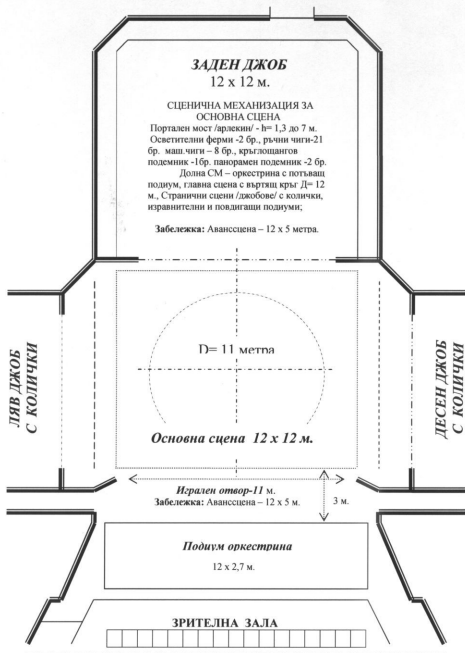 ЗАДЕН ДЖОБ
12 х 12 м.
СЦЕНИЧНА МЕХАНИЗАЦИЯ ЗА
ОСНОВНА СЦЕНА
Портален мост /арлекин/ - h= 1,3 до 7 м.
Осветителни ферми -2 бр., ръчни чиги-21
бр. маш.чиги – 8 бр., кръглощангов
подемник -1бр. панорамен подемник -2 бр.
Долна СМ – оркестрина с потъващ
подиум, главна сцена с въртящ кръг Д= 12
м., Странични сцени /джобове/ с колички,
изравнителни и повдигащи подиуми;
Забележка: Авансцена – 12 х 5 метра.
ЛЯВ ДЖОБ
С КОЛИЧКИ
D= 11 метра
ДЕСЕН ДЖОБ
С КОЛИЧКИ
Основна сцена 12 х 12 м.
Игрален отвор-11 м.
Забележка: Авансцена – 12 х 5 м.
3 м.
Подиум оркестрина
12 х 2,7 м.
ЗРИТЕЛНА ЗАЛА